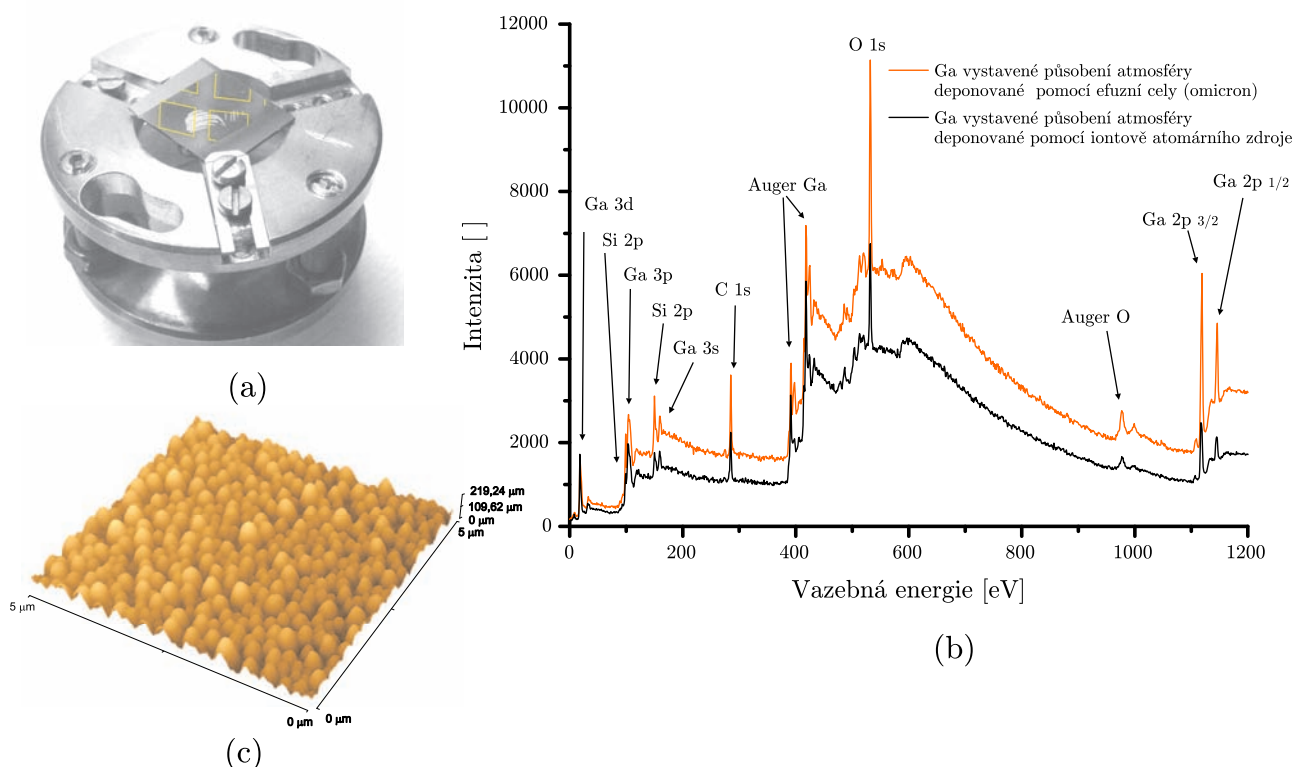 (a)
219,24 µm
109,62 µm
0 µm
5 µm
5 µm
0 µm
0 µm
(c)
12000
10000
8000
6000
4000
2000
0
Intenzita [ ]
O 1s
Ga vystavené působení atmosféry
deponované pomocí efuzní cely (omicron)
Ga vystavené působení atmosféry
deponované pomocí iontově atomárního zdroje
Auger Ga
Ga 2p 1/2
Ga 3d
Ga 2p 3/2
Si 2p
Ga 3p
C 1s
Si 2p
Auger O
Ga 3s
0
200
400
600
800
1000
1200
Vazebná energie [eV]
(b)